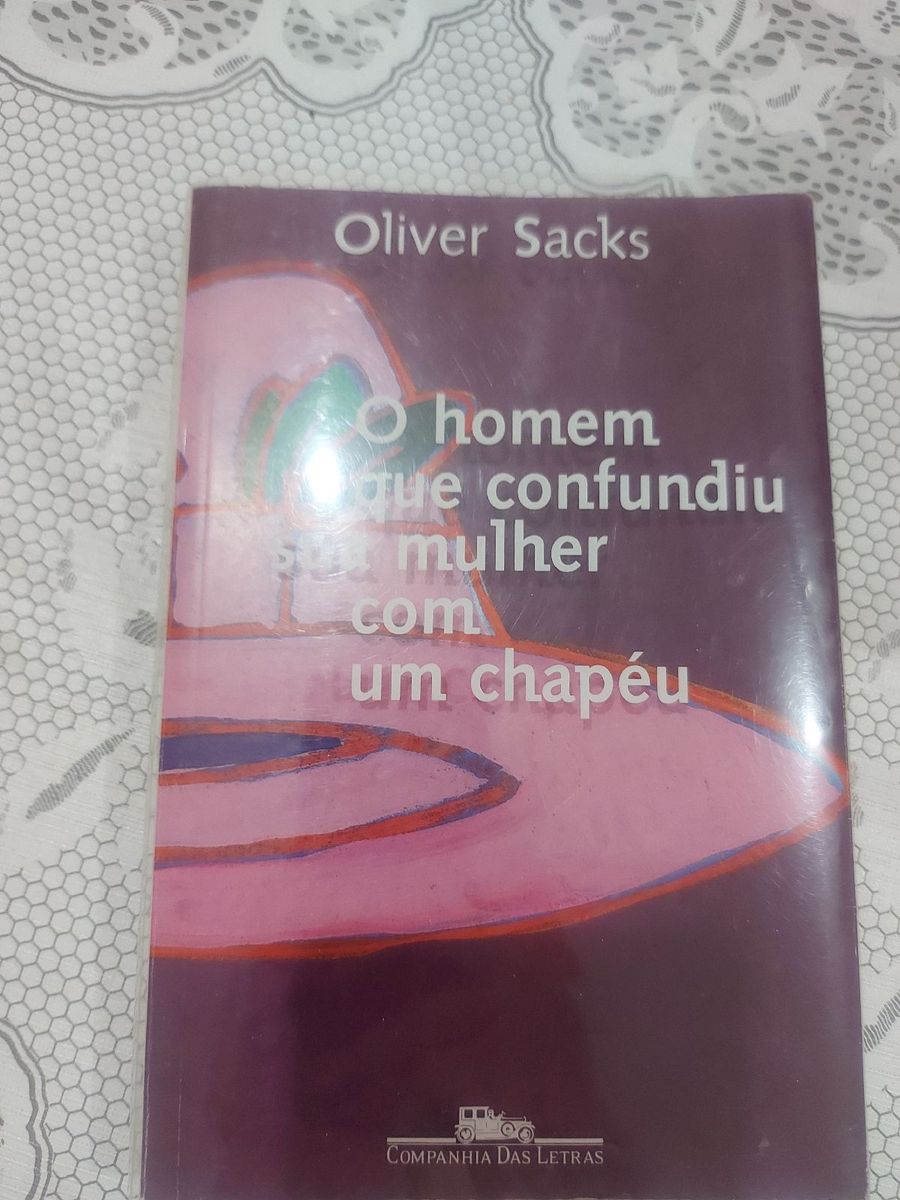 Oliver Sacks
O homem
que confundiu
sua mulher
com
um chapéu
COMPANHIA DAS LETRAS